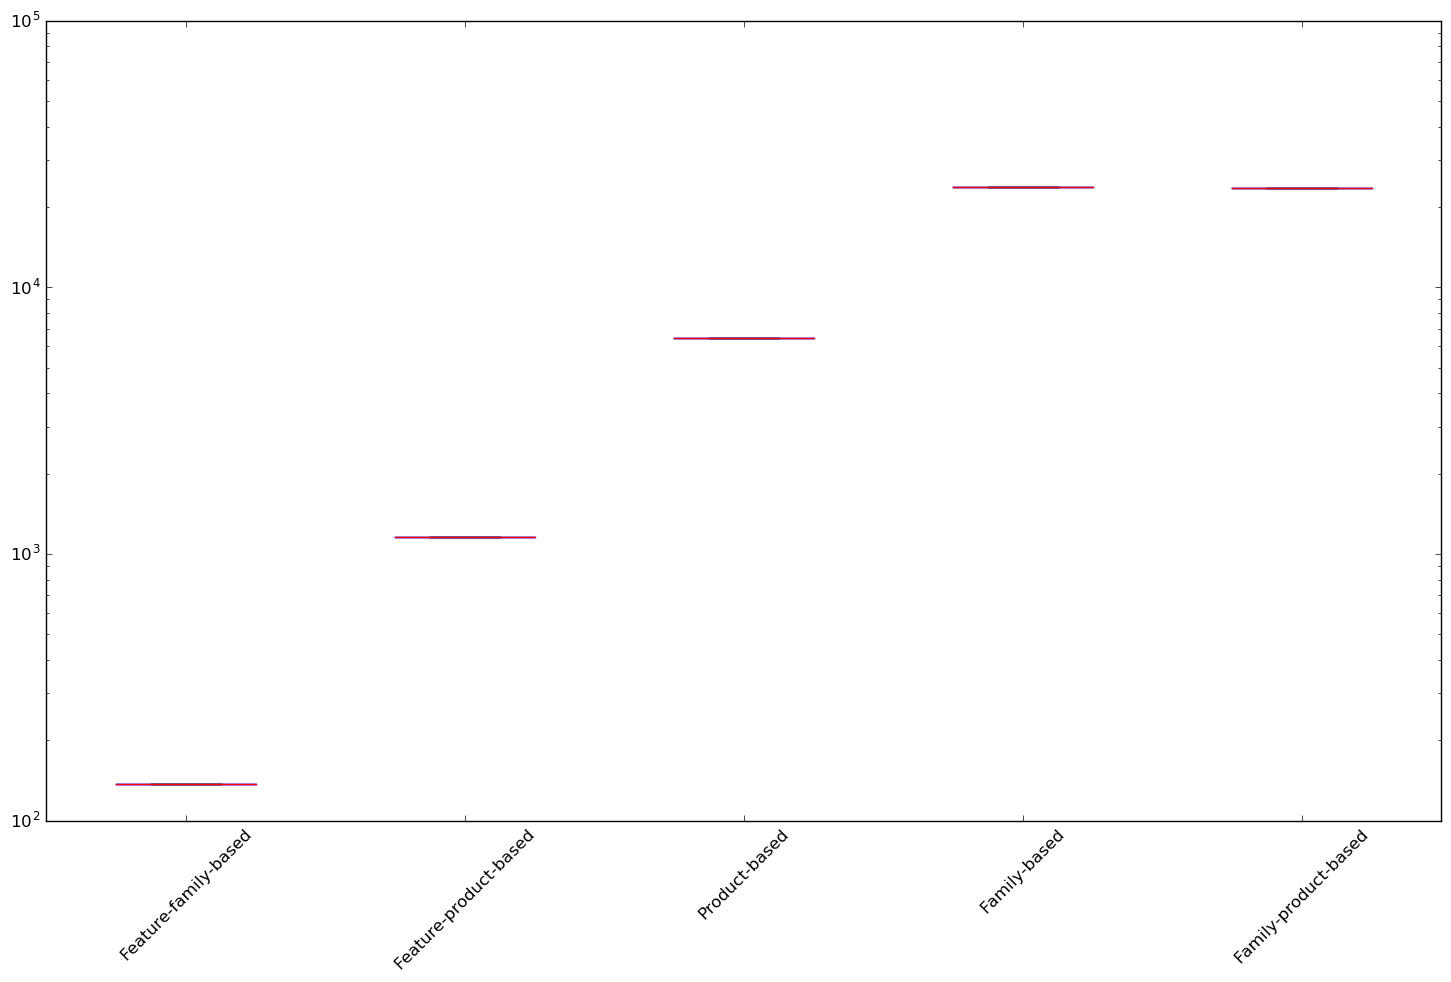 10^5
10^4
10^3
10^2
Feature-family-based
Feature-product-based
Product-based
Family-based
Family-product-based